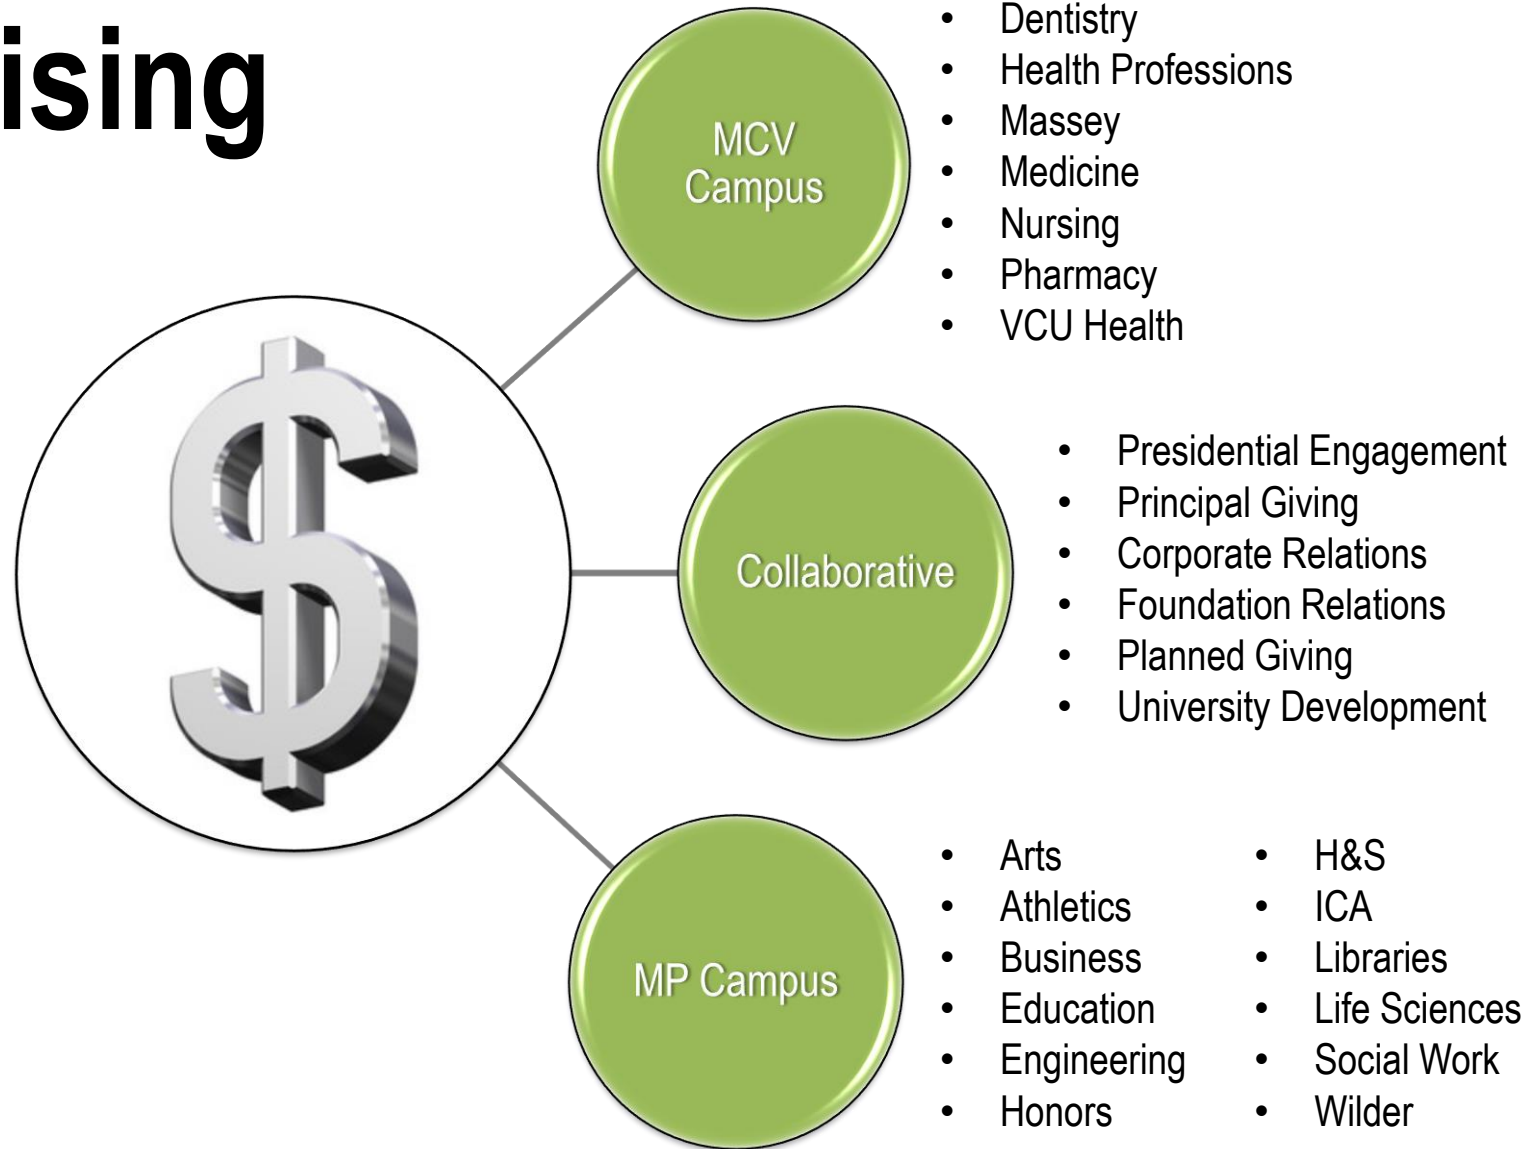 ising
MCV
Campus
• Dentistry
• Health Professions
• Massey
• Medicine
• Nursing
• Pharmacy
• VCU Health
$
Collaborative
• Presidential Engagement
• Principal Giving
• Corporate Relations
• Foundation Relations
• Planned Giving
• University Development
MP Campus
• Arts
• Athletics
• Business
• Education
• Engineering
• Honors
• H&S
• ICA
• Libraries
• Life Sciences
• Social Work
• Wilder